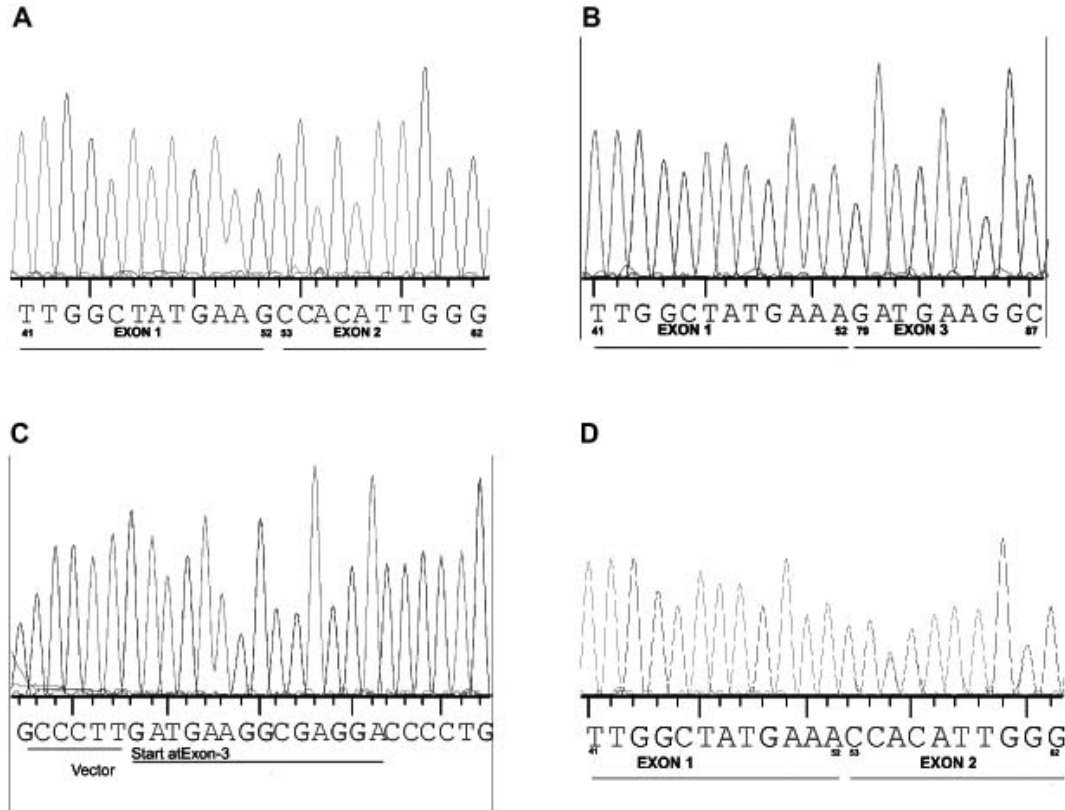 A
TTGGCTATGAAGCCACATTGGG
41 EXON 1 52 53 EXON 2 62
B
TTGGCTATGAAAGATGAAGGC
41 EXON 1 52 79 EXON 3 87
C
GCCCTTGATGAAGGCGAGGACCCCTG
Start atExon-3
Vector
D
TTGGCTATGAAACCACATTGGG
41 52 53 62
EXON 1 EXON 2